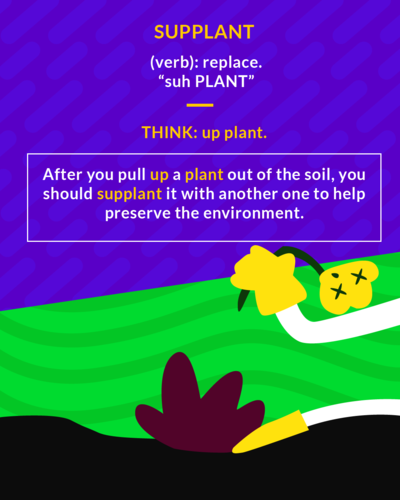 SUPPLANT
(verb): replace.
“suh PLANT”
THINK: up plant.
After you pull up a plant out of the soil, you
should supplant it with another one to help
preserve the environment.